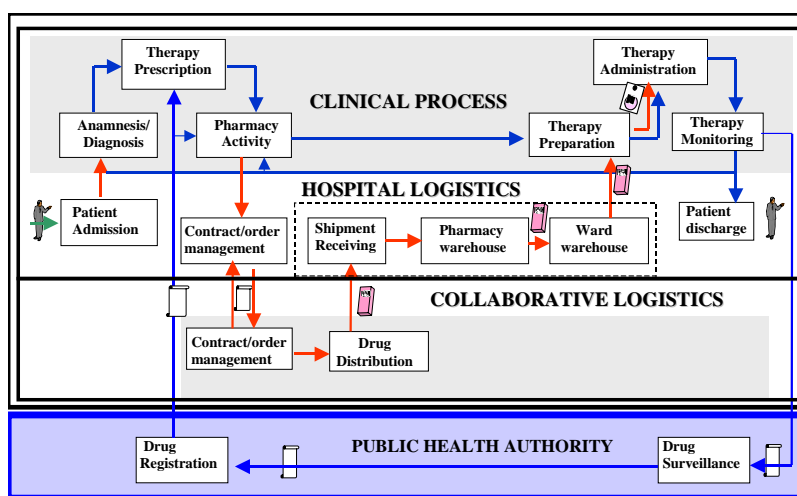 Therapy
Prescription
Therapy
Administration
CLINICAL PROCESS
Anamnesis/
Diagnosis
Pharmacy
Activity
Therapy
Preparation
Therapy
Monitoring
HOSPITAL LOGISTICS
Patient
Admission
Contract/order
management
Shipment
Receiving
Pharmacy
warehouse
Ward
warehouse
Patient
discharge
COLLABORATIVE LOGISTICS
Contract/order
management
Drug
Distribution
Drug
Registration
PUBLIC HEALTH AUTHORITY
Drug
Surveillance